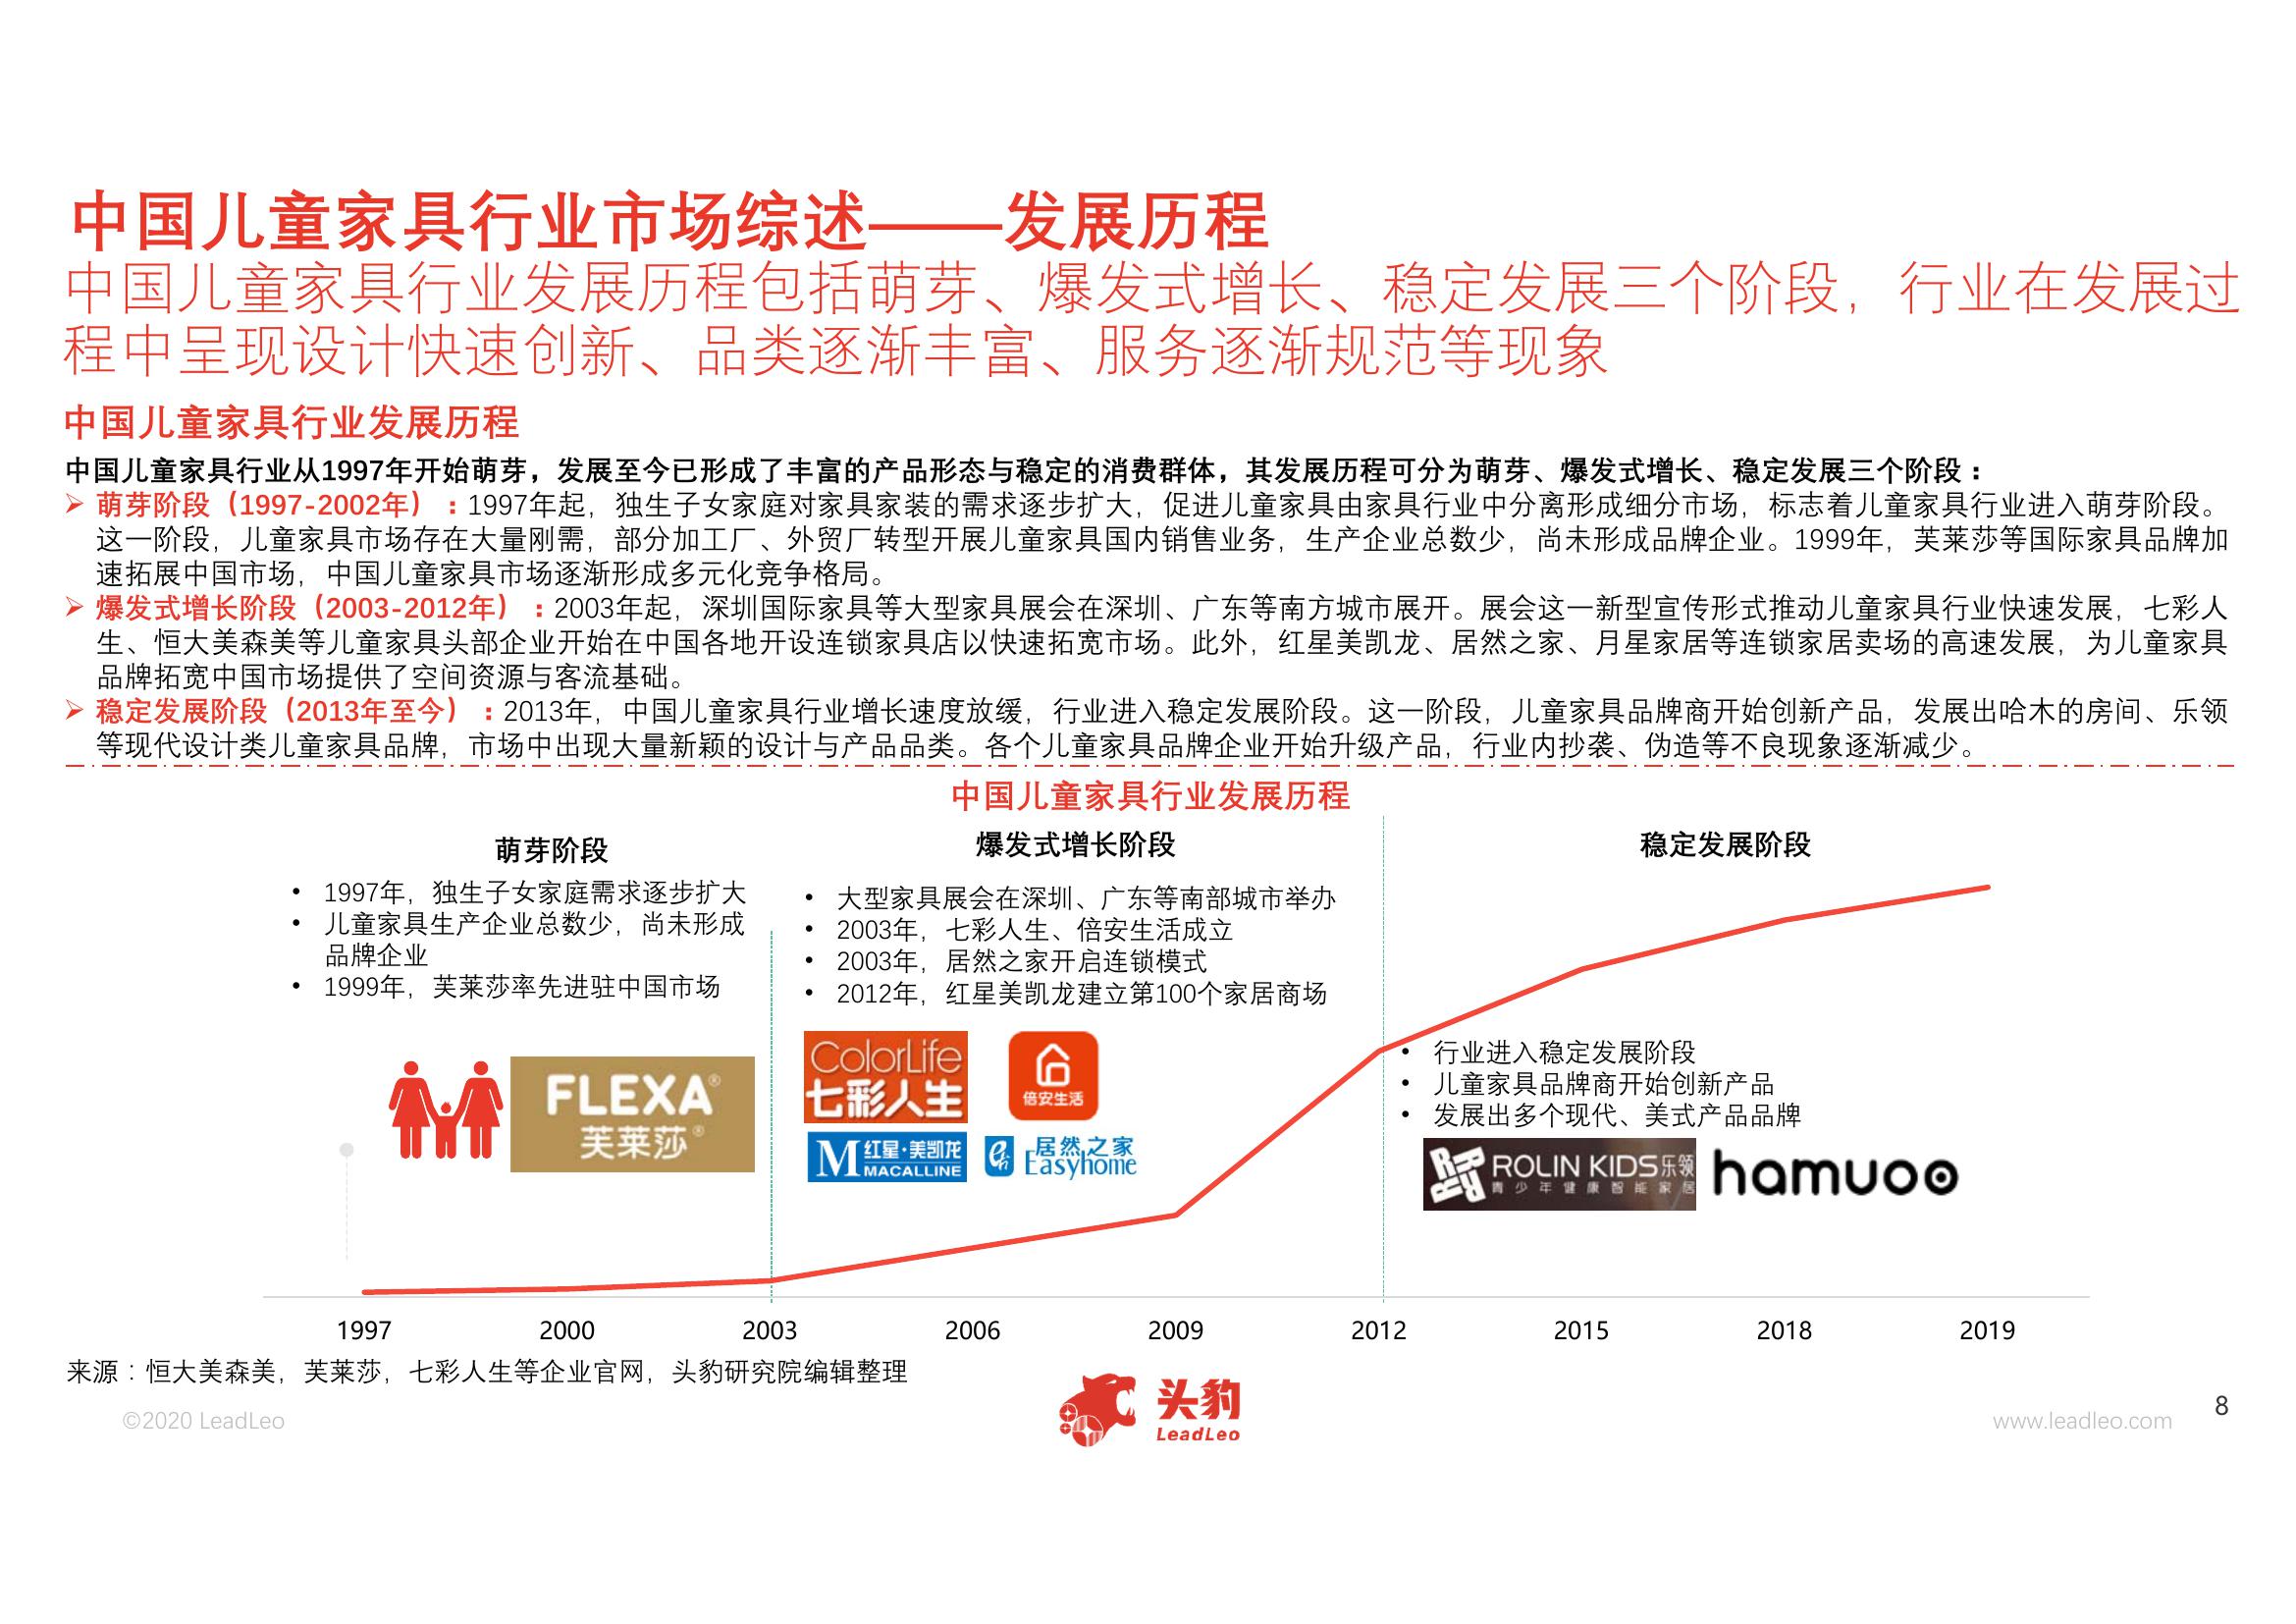 中国儿童家具行业市场综述——发展历程
中国儿童家具行业发展历程包括萌芽、爆发式增长、稳定发展三个阶段，行业在发展过
程中呈现设计快速创新、品类逐渐丰富、服务逐渐规范等现象
中国儿童家具行业发展历程
中国儿童家具行业从1997年开始萌芽，发展至今已形成了丰富的产品形态与稳定的消费群体，其发展历程可分为萌芽、爆发式增长、稳定发展三个阶段：
➢ 萌芽阶段（1997-2002年）：1997年起，独生子女家庭对家具家装的需求逐步扩大，促进儿童家具由家具行业中分离形成细分市场，标志着儿童家具行业进入萌芽阶段。
这一阶段，儿童家具市场存在大量刚需，部分加工厂、外贸厂转型开展儿童家具国内销售业务，生产企业总数少，尚未形成品牌企业。1999年，芙莱莎等国际家具品牌加
速拓展中国市场，中国儿童家具市场逐渐形成多元化竞争格局。
➢ 爆发式增长阶段（2003-2012年）：2003年起，深圳国际家具等大型家具展会在深圳、广东等南方城市展开。展会这一新型宣传形式推动儿童家具行业快速发展，七彩人
生、恒大美森美等儿童家具头部企业开始在中国各地开设连锁家具店以快速拓宽市场。此外，红星美凯龙、居然之家、月星家居等连锁家居卖场的高速发展，为儿童家具
品牌拓宽中国市场提供了空间资源与客流基础。
➢ 稳定发展阶段（2013年至今）：2013年，中国儿童家具行业增长速度放缓，行业进入稳定发展阶段。这一阶段，儿童家具品牌商开始创新产品，发展出哈木的房间、乐领
等现代设计类儿童家具品牌，市场中出现大量新颖的设计与产品品类。各个儿童家具品牌企业开始升级产品，行业内抄袭、伪造等不良现象逐渐减少。
中国儿童家具行业发展历程
萌芽阶段
• 1997年，独生子女家庭需求逐步扩大
• 儿童家具生产企业总数少，尚未形成
品牌企业
• 1999年，芙莱莎率先进驻中国市场
FLEXA®
芙莱莎®
爆发式增长阶段
• 大型家具展会在深圳、广东等南部城市举办
• 2003年，七彩人生、倍安生活成立
• 2003年，居然之家开启连锁模式
• 2012年，红星美凯龙建立第100个家居商场
ColorLife
七彩人生
倍安生活
M 红星·美凯龙
MACALLINE
居然之家
Easyhome
稳定发展阶段
• 行业进入稳定发展阶段
• 儿童家具品牌商开始创新产品
• 发展出多个现代、美式产品品牌
ROLIN KIDS乐领
青少年健康智能家居
hamuoo
1997 2000 2003 2006 2009 2012 2015 2018 2019
来源：恒大美森美，芙莱莎，七彩人生等企业官网，头豹研究院编辑整理
©2020 LeadLeo
头豹
LeadLeo
www.leadleo.com
8